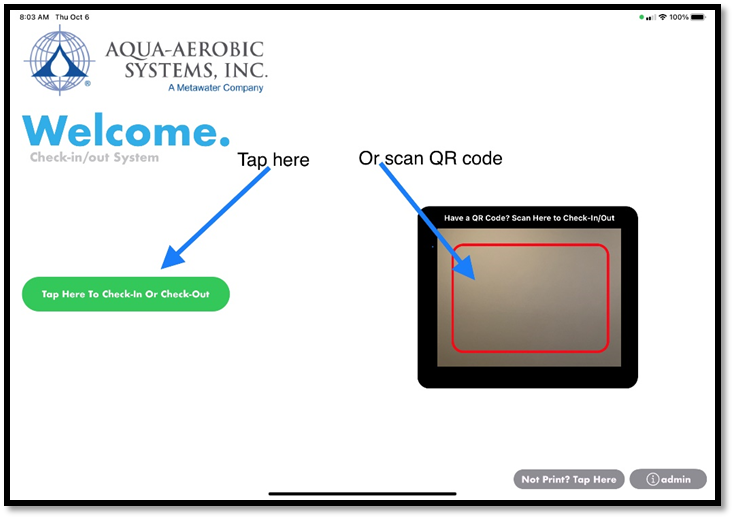 8:03 AM Thu Oct 6
100%
AQUA-AEROBIC
SYSTEMS, INC.
®
A Metawater Company
Welcome.
Check-in/out System
Tap here
Or scan QR code
Have a QR Code? Scan Here to Check-In/Out
Tap Here To Check-In Or Check-Out
Not Print? Tap Here
admin